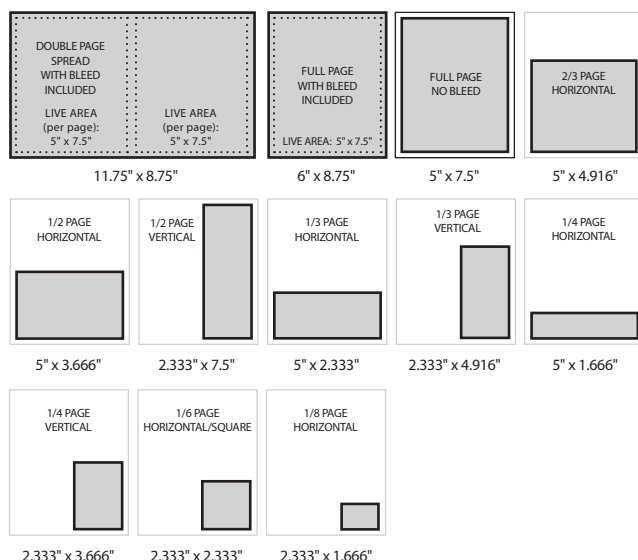 DOUBLE PAGE
SPREAD
WITH BLEED
INCLUDED
LIVE AREA
(per page):
5" x 7.5"
LIVE AREA
(per page):
5" x 7.5"
11.75" x 8.75"
FULL PAGE
WITH BLEED
INCLUDED
LIVE AREA: 5" x 7.5"
6" x 8.75"
FULL PAGE
NO BLEED
5" x 7.5"
2/3 PAGE
HORIZONTAL
5" x 4.916"
1/2 PAGE
HORIZONTAL
5" x 3.666"
1/2 PAGE
VERTICAL
2.333" x 7.5"
1/3 PAGE
HORIZONTAL
5" x 2.333"
1/3 PAGE
VERTICAL
2.333" x 4.916"
1/4 PAGE
HORIZONTAL
5" x 1.666"
1/4 PAGE
VERTICAL
2.333" x 3.666"
1/6 PAGE
HORIZONTAL/SQUARE
2.333" x 2.333"
1/8 PAGE
HORIZONTAL
2.333" x 1.666"